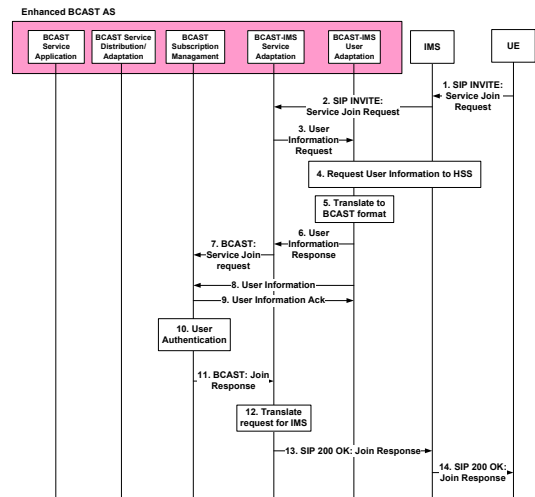 Enhanced BCAST AS
BCAST
Service
Application
BCAST Service
Distribution/
Adaptation
BCAST
Subscription
Managament
BCAST-IMS
Service
Adaptation
BCAST-IMS
User
Adaptation
IMS
UE
1. SIP INVITE:
Service Join
Request
2. SIP INVITE:
Service Join Request
3. User
Information
Request
4. Request User Information to HSS
5. Translate to
BCAST format
6. User
Information
Response
7. BCAST:
Service Join
request
8. User Information
9. User Information Ack
10. User
Authentication
11. BCAST: Join
Response
12. Translate
request for IMS
13. SIP 200 OK: Join Response
14. SIP 200 OK:
Join Response